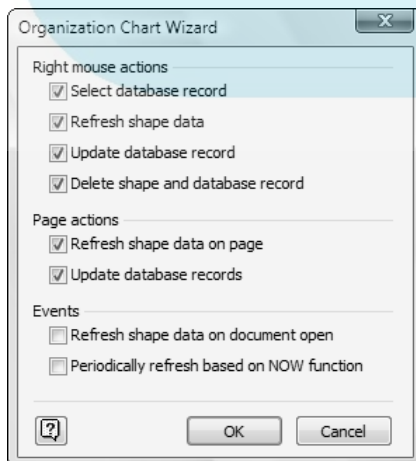 Organization Chart Wizard
Right mouse actions
Select database record
Refresh shape data
Update database record
Delete shape and database record
Page actions
Refresh shape data on page
Update database records
Events
Refresh shape data on document open
Periodically refresh based on NOW function
OK
Cancel